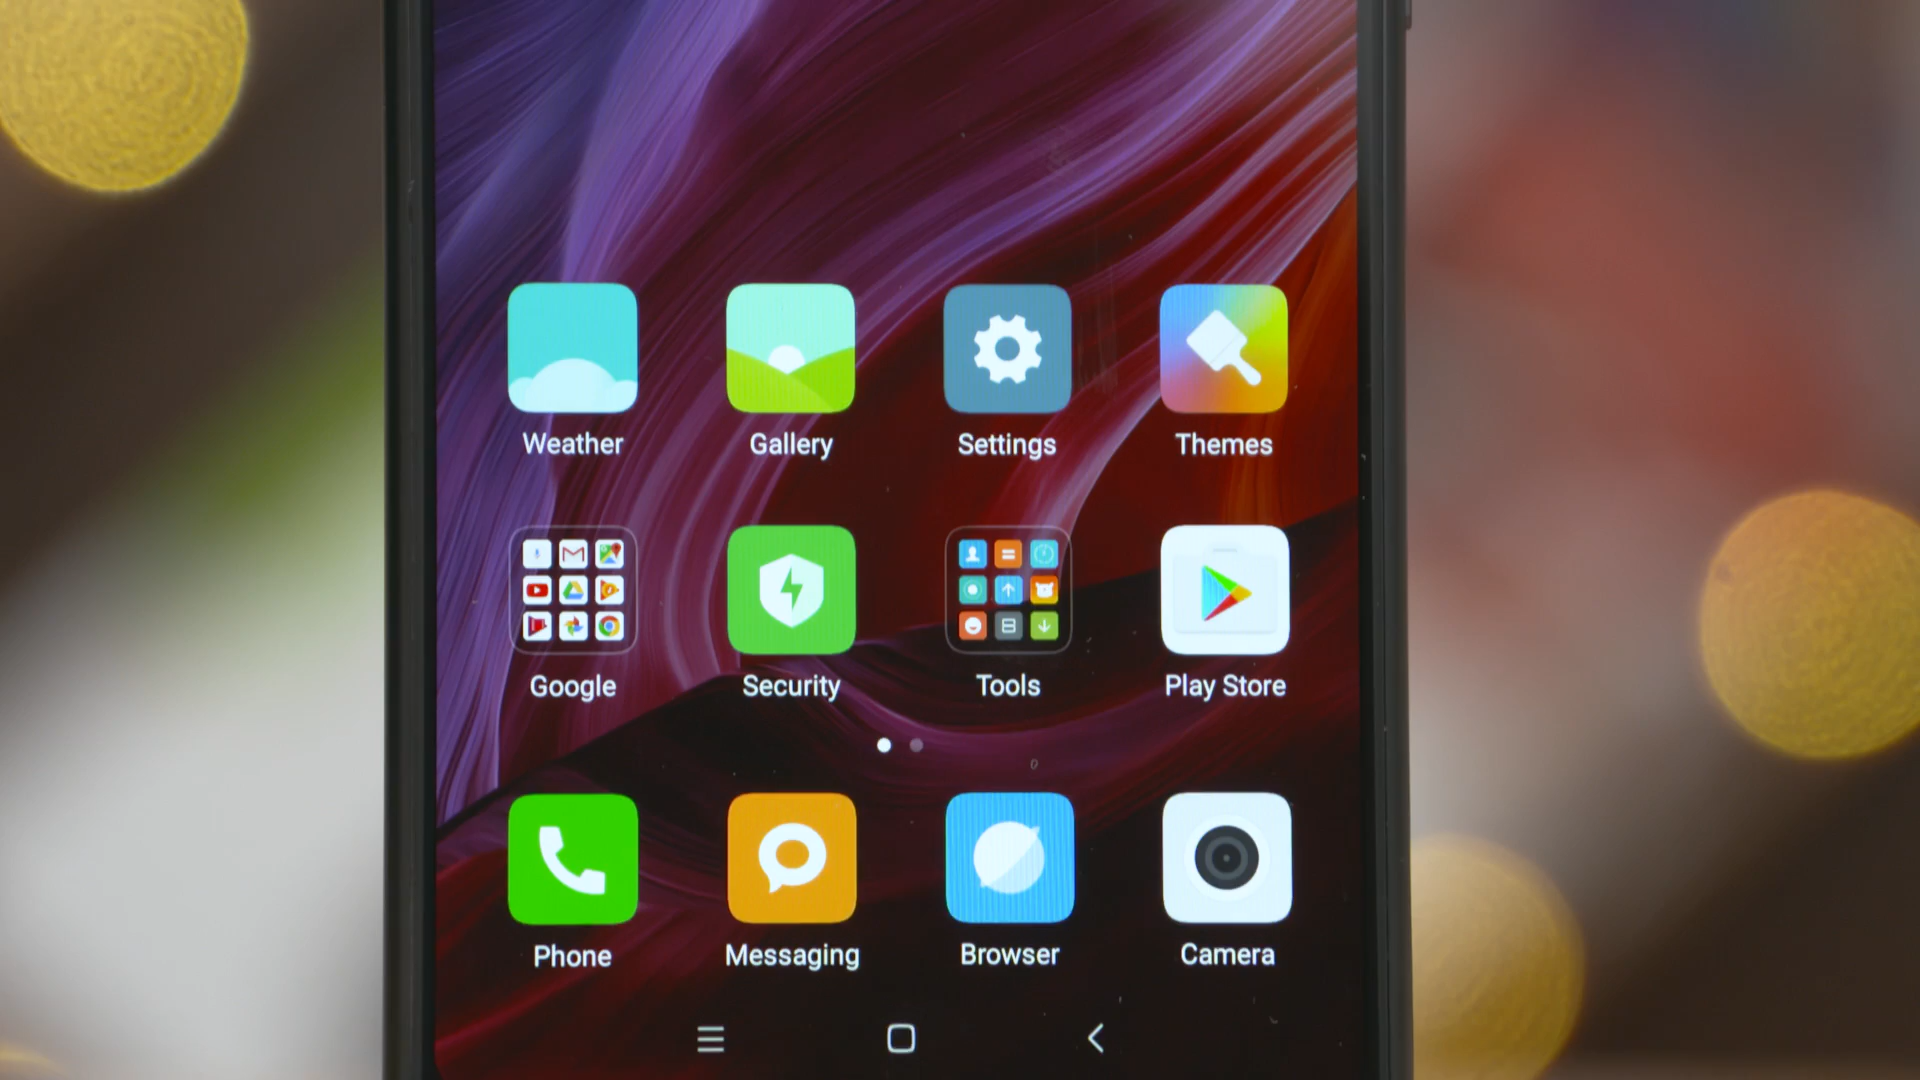 Weather
Gallery
Settings
Themes
Google
Security
Tools
Play Store
Phone
Messaging
Browser
Camera